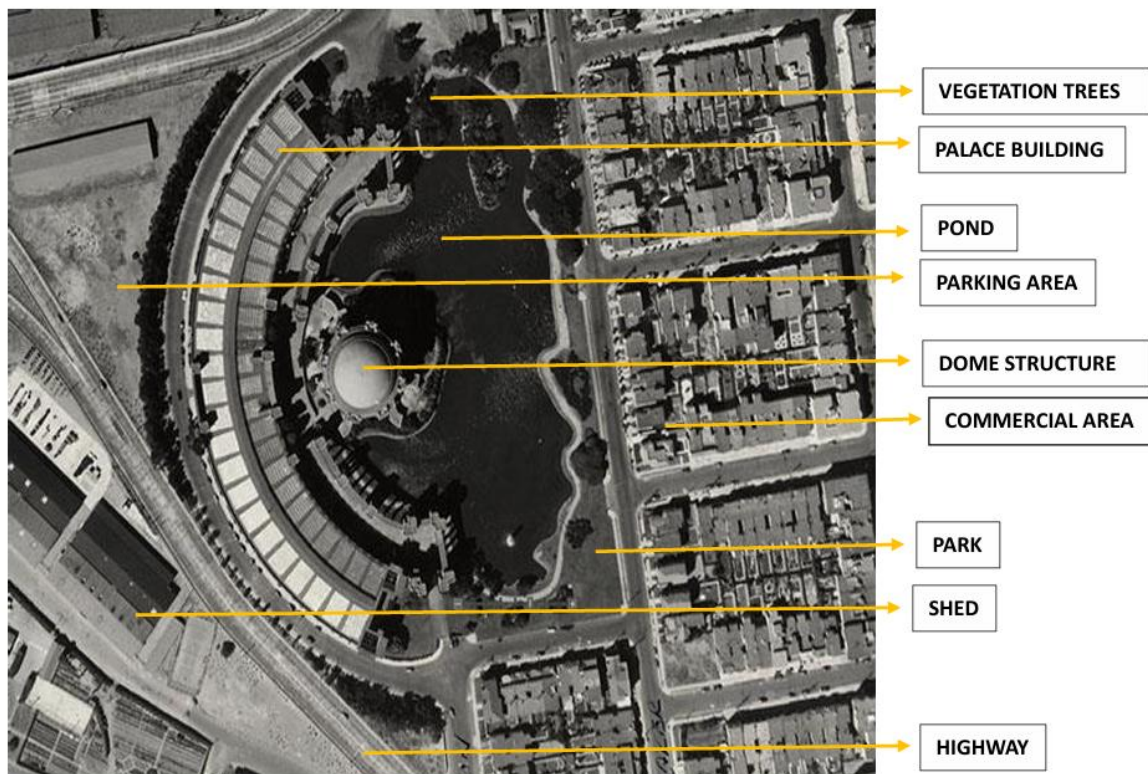 VEGETATION TREES
PALACE BUILDING
POND
PARKING AREA
DOME STRUCTURE
COMMERCIAL AREA
PARK
SHED
HIGHWAY